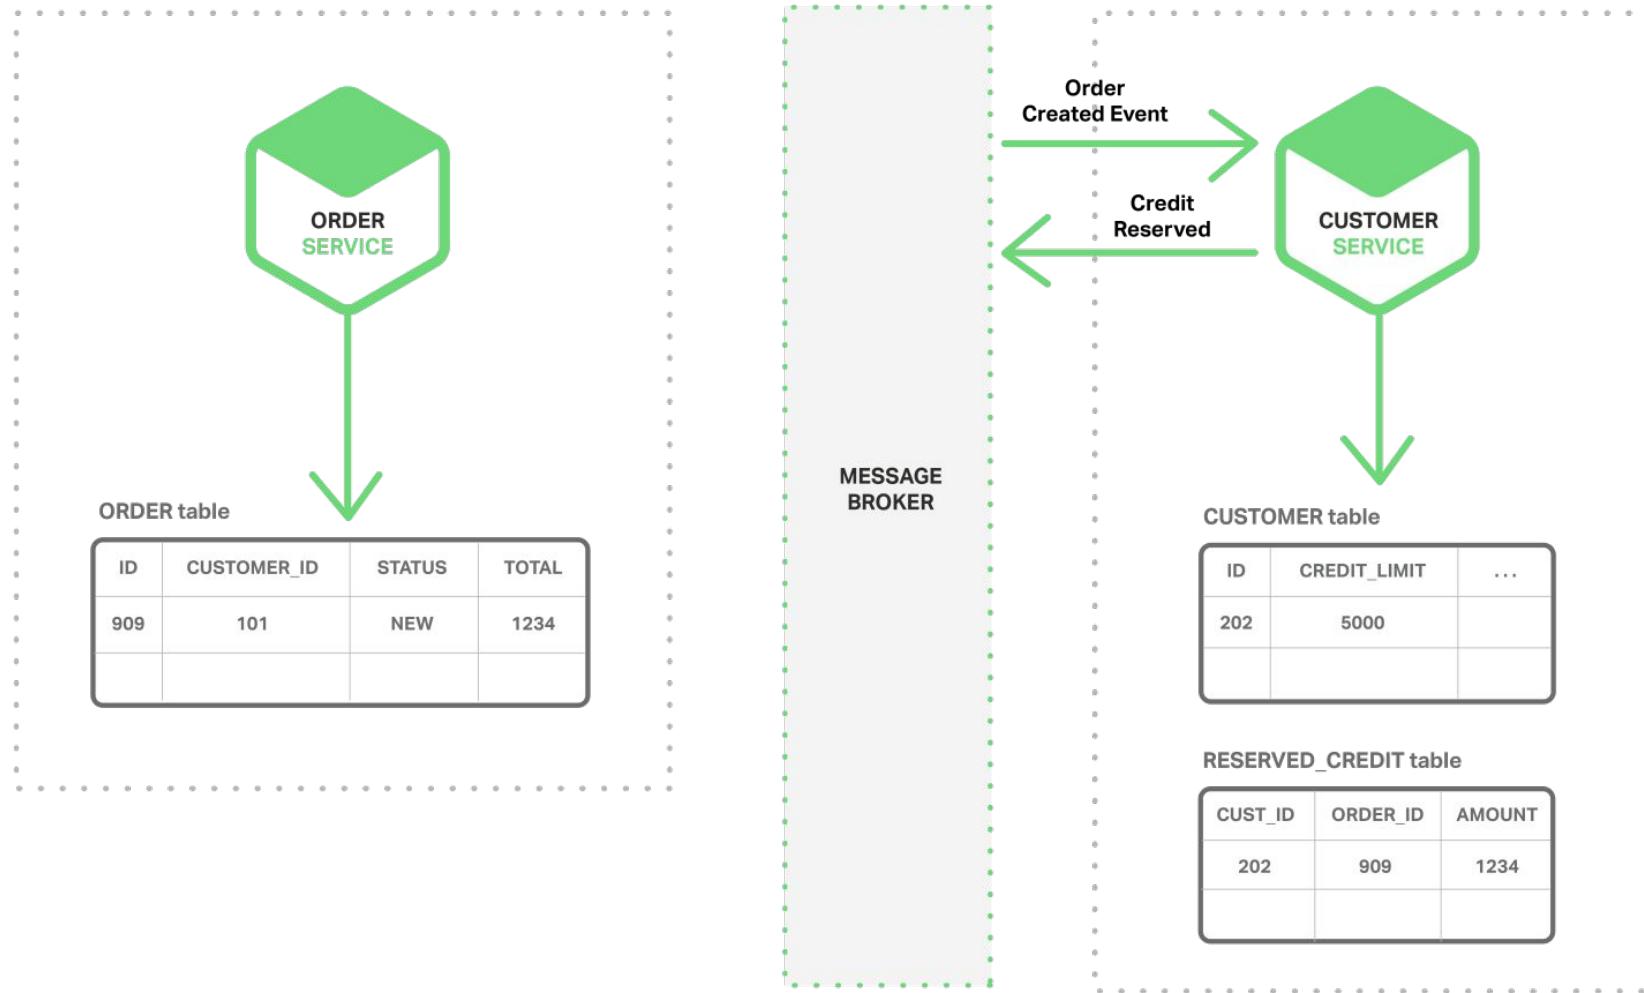 ORDER
SERVICE
ORDER table
ID CUSTOMER_ID STATUS TOTAL
909 101 NEW 1234
MESSAGE
BROKER
Order
Created Event
Credit
Reserved
CUSTOMER
SERVICE
CUSTOMER table
ID CREDIT_LIMIT ...
202 5000
RESERVED_CREDIT table
CUST_ID ORDER_ID AMOUNT
202 909 1234